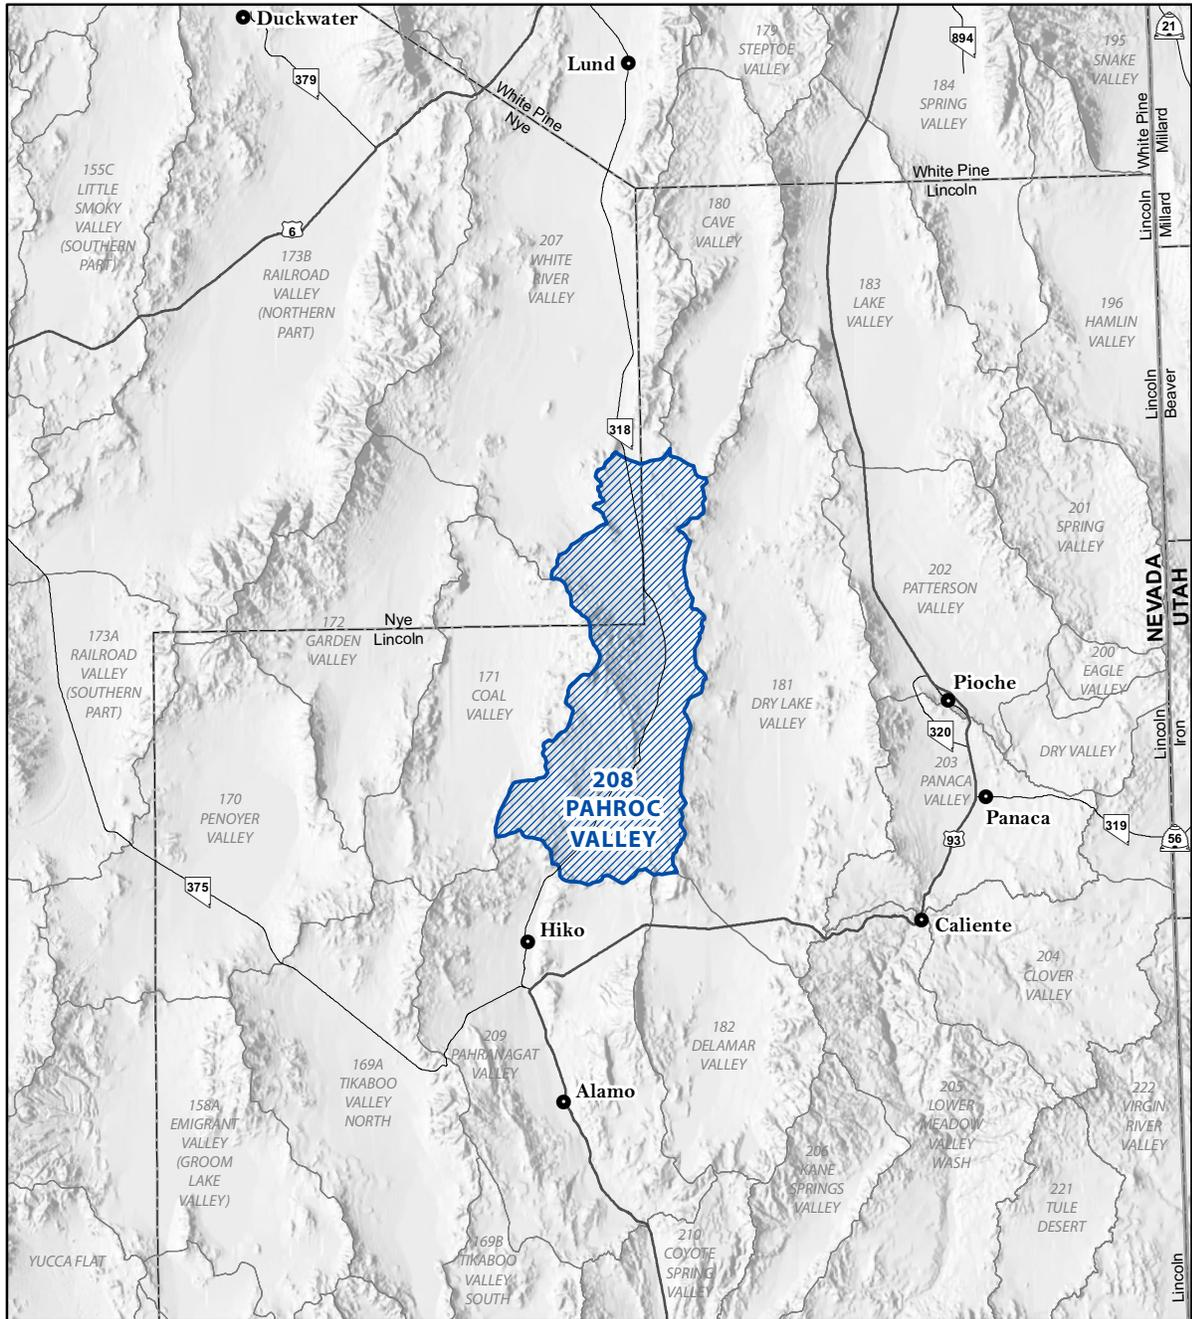 Duckwater
379
Lund
White Pine
Nye
179
STEPTOE
VALLEY
894
21
195
SNAKE
VALLEY
184
SPRING
VALLEY
White Pine
Millard
White Pine
Lincoln
Lincoln
Millard
155C
LITTLE
SMOKY
VALLEY
(SOUTHERN
PART)
6
173B
RAILROAD
VALLEY
(NORTHERN
PART)
207
WHITE
RIVER
VALLEY
180
CAVE
VALLEY
183
LAKE
VALLEY
196
HAMLIN
VALLEY
Lincoln
Beaver
318
201
SPRING
VALLEY
202
PATTERSON
VALLEY
NEVADA
UTAH
173A
RAILROAD
VALLEY
(SOUTHERN
PART)
172
GARDEN
VALLEY
Nye
Lincoln
171
COAL
VALLEY
181
DRY LAKE
VALLEY
200
EAGLE
VALLEY
Pioche
320
DRY VALLEY
Lincoln
Iron
203
PANACA
VALLEY
Panaca
319
56
93
170
PENOYER
VALLEY
208
PAHROC
VALLEY
375
Hiko
Caliente
204
CLOVER
VALLEY
209
PAHRANAGAT
VALLEY
182
DELAMAR
VALLEY
169A
TIKABOO
VALLEY
NORTH
Alamo
158A
EMIGRANT
VALLEY
(GROOM
LAKE
VALLEY)
205
LOWER
MEADOW
VALLEY
WASH
222
VIRGIN
RIVER
VALLEY
206
KANE
SPRINGS
VALLEY
221
TULE
DESERT
YUCCA FLAT
169B
TIKABOO
VALLEY
SOUTH
210
COYOTE
SPRING
VALLEY
Lincoln